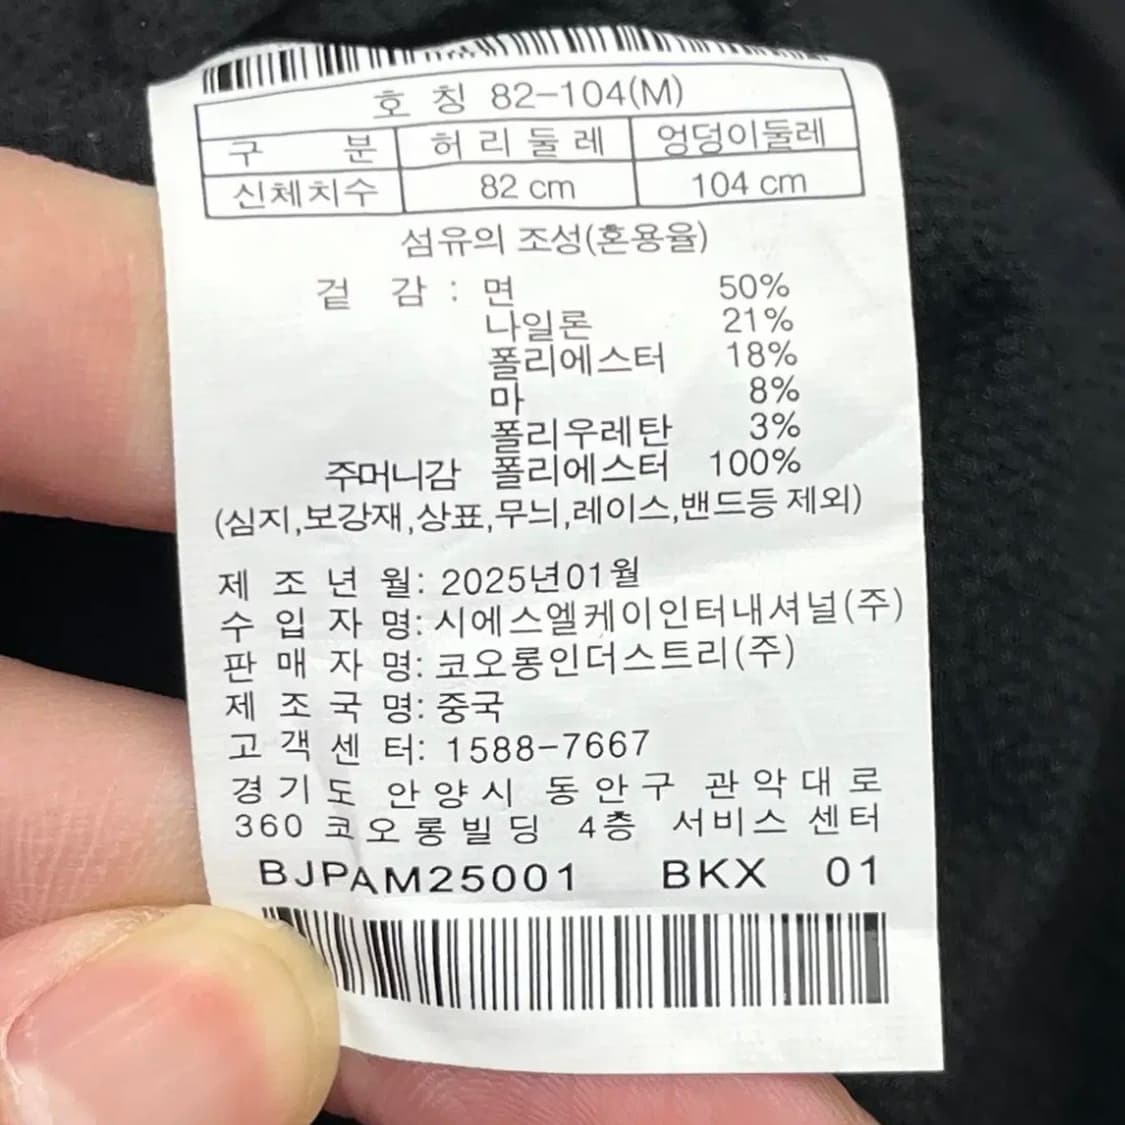 호 칭 82-104(M)
구 분 허 리 둘 레 엉덩이둘레
신체치수 82 cm 104 cm
섬유의 조성(혼용율)
겉 감 : 면 50%
나일론 21%
폴리에스터 18%
마 8%
폴리우레탄 3%
주머니감 폴리에스터 100%
(심지,보강재,상표,무늬,레이스,밴드등 제외)
제 조 년 월: 2025년01월
수 입 자 명: 시에스엘케이인터내셔널(주)
판 매 자 명: 코오롱인더스트리(주)
제 조 국 명: 중국
고 객 센 터: 1588-7667
경 기 도 안 양 시 동 안 구 관 악 대 로
360 코 오 롱 빌 딩 4층 서비스 센터
BJPAM25001 BKX 01